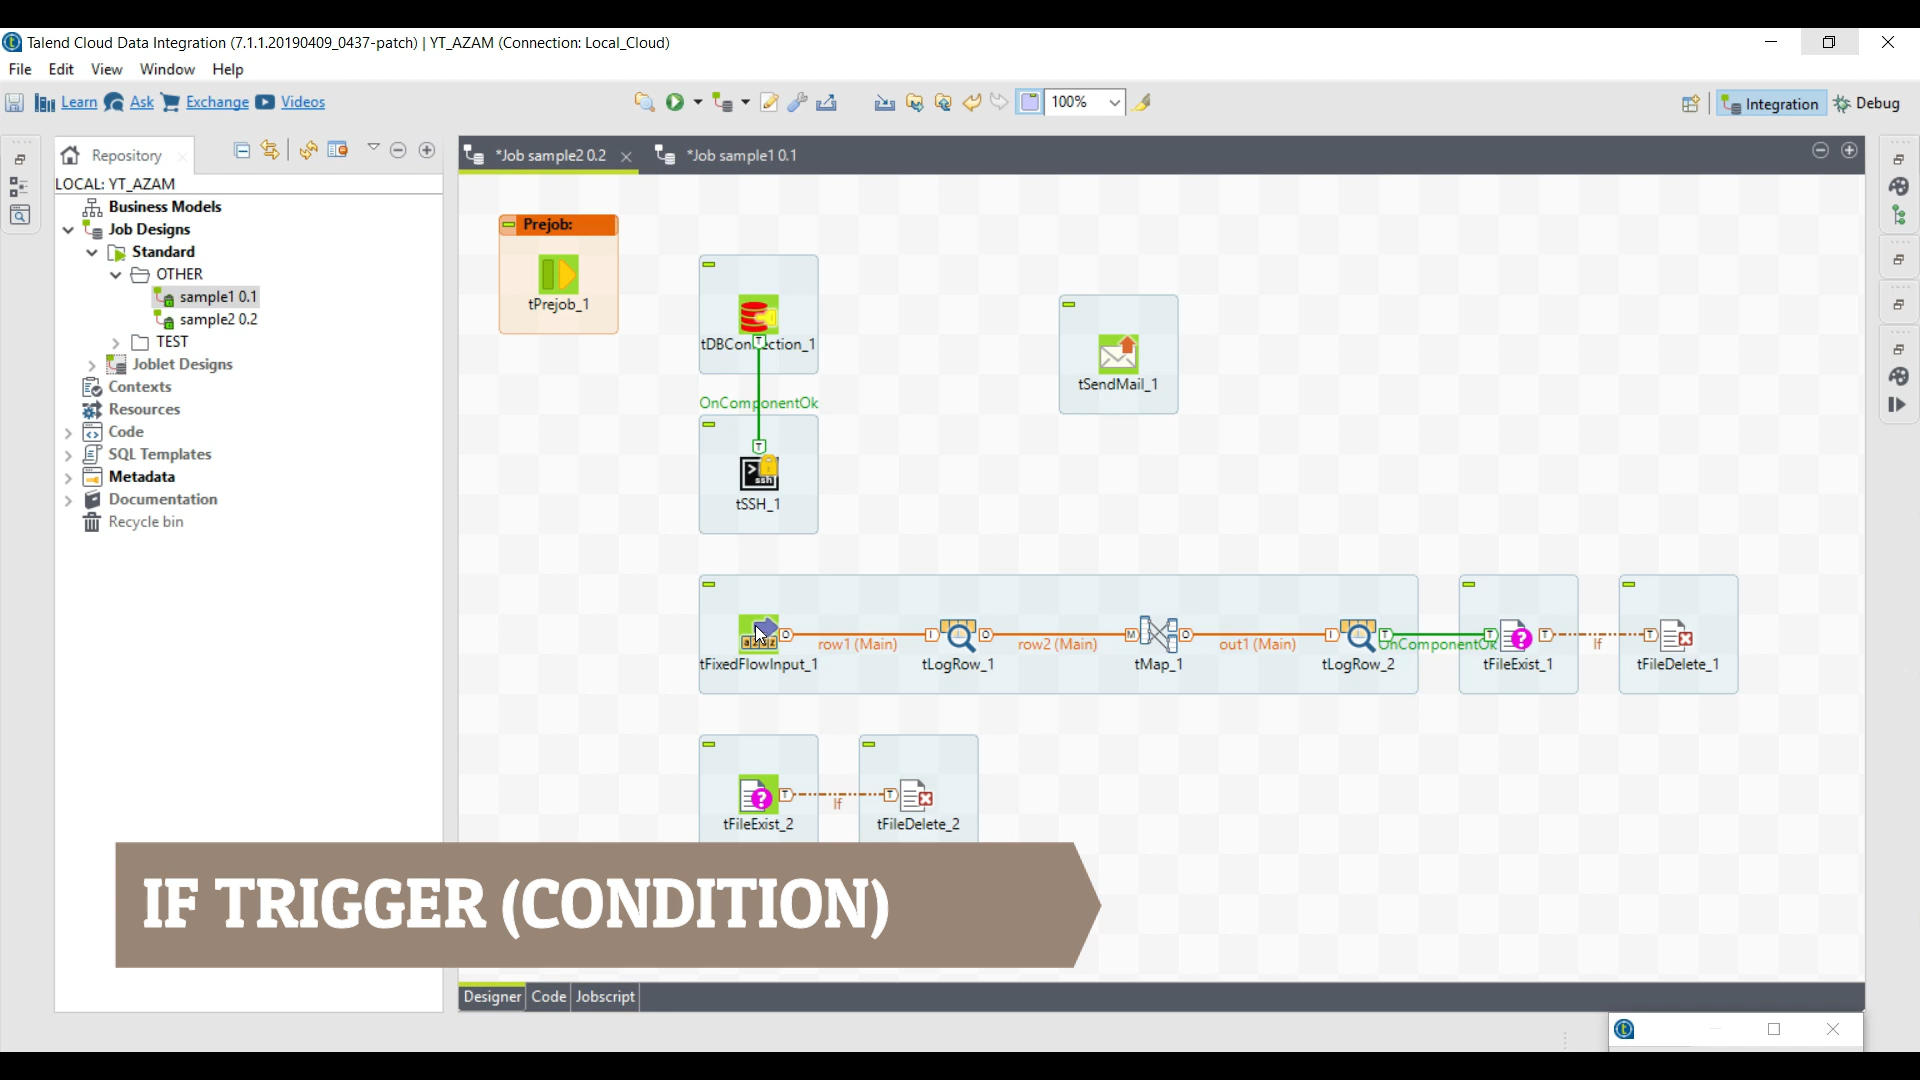 Talend Cloud Data Integration (7.1.1.20190409_0437-patch) | YT_AZAM (Connection: Local_Cloud)
File Edit View Window Help
Learn Ask Exchange Videos 100% Integration Debug
Repository
LOCAL: YT_AZAM
Business Models
Job Designs
Standard
OTHER
sample1 0.1
sample2 0.2
TEST
Joblet Designs
Contexts
Resources
Code
SQL Templates
Metadata
Documentation
Recycle bin
*Job sample2 0.2 *Job sample1 0.1
Prejob:
tPrejob_1
tDBConnection_1
OnComponentOk
ssh
tSSH_1
tSendMail_1
row1 (Main) row2 (Main) out1 (Main) OnComponentOk If
tFixedFlowInput_1 tLogRow_1 tMap_1 tLogRow_2 tFileExist_1 tFileDelete_1
If
tFileExist_2 tFileDelete_2
IF TRIGGER (CONDITION)
Designer Code Jobscript